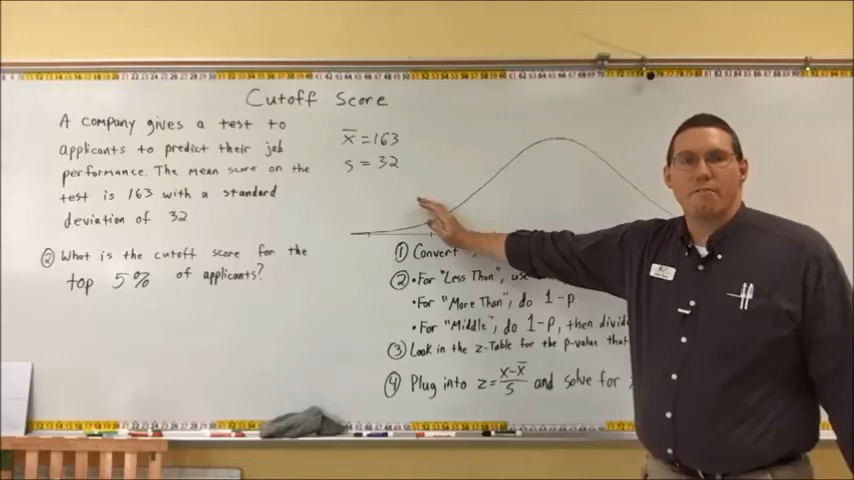 Cutoff Score
A company gives a test to
applicants to predict their job
performance. The mean score on the
test is 163 with a standard
deviation of 32
② What is the cutoff score for the
top 5% of applicants?
x̄ = 163
s = 32
① Convert
② • For "Less Than", use
• For "More Than", do 1-p
• For "Middle", do 1-p, then divide
③ Look in the z-Table for the p-value that
④ Plug into z = (x-x̄)/s and solve for